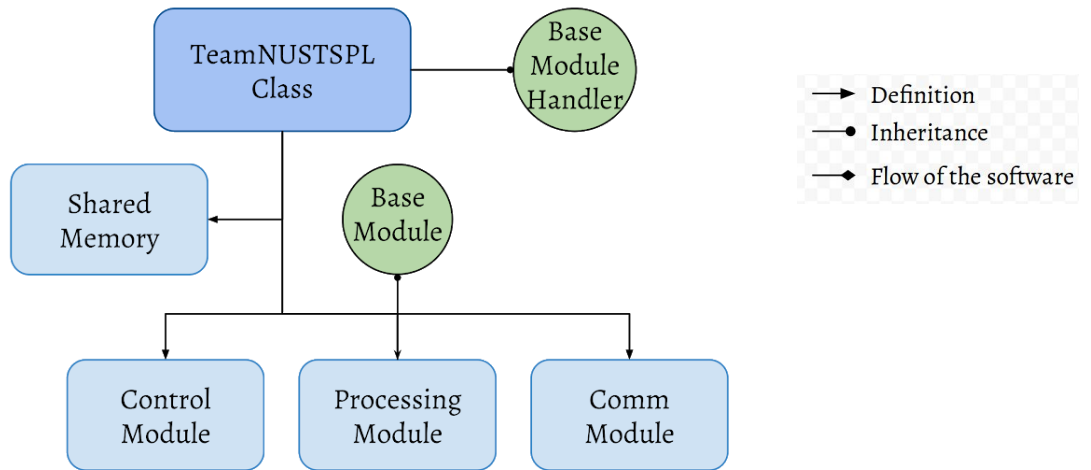 TeamNUSTSPL
Class
Base
Module
Handler
Definition
Inheritance
Flow of the software
Shared
Memory
Base
Module
Control
Module
Processing
Module
Comm
Module